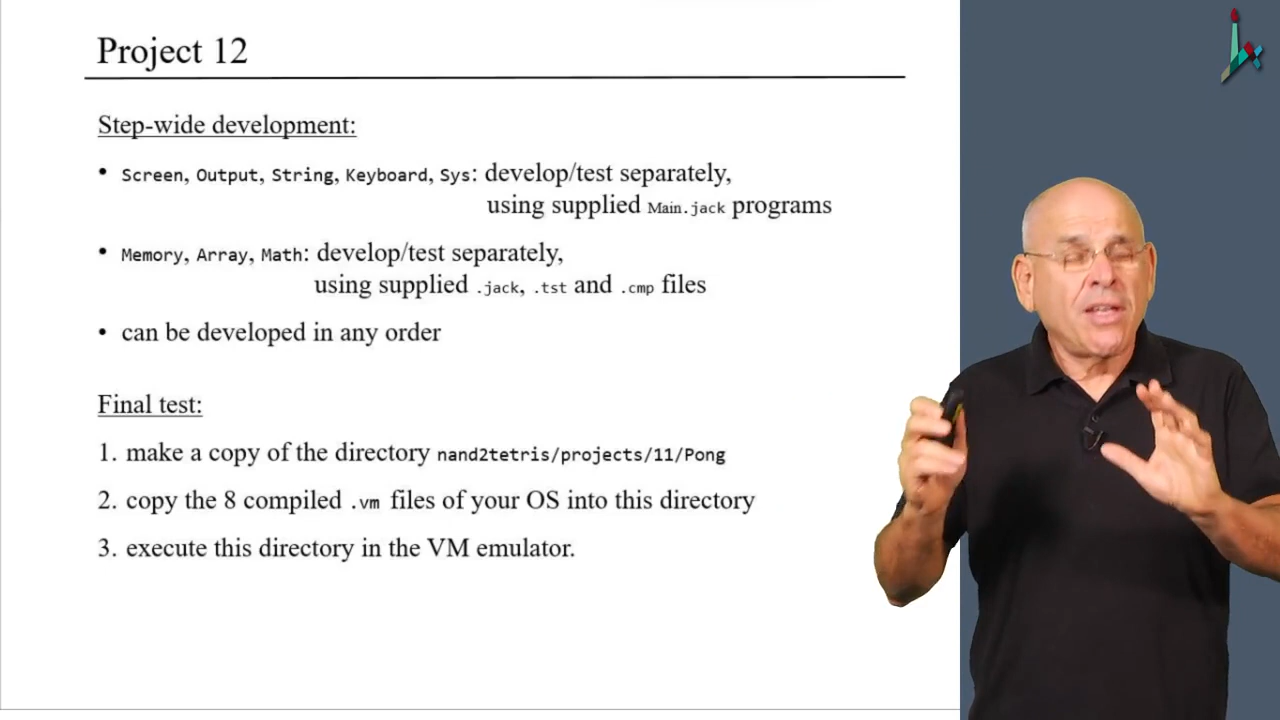 Project 12
Step-wide development:
• Screen, Output, String, Keyboard, Sys: develop/test separately,
using supplied Main.jack programs
• Memory, Array, Math: develop/test separately,
using supplied .jack, .tst and .cmp files
• can be developed in any order
Final test:
1. make a copy of the directory nand2tetris/projects/11/Pong
2. copy the 8 compiled .vm files of your OS into this directory
3. execute this directory in the VM emulator.